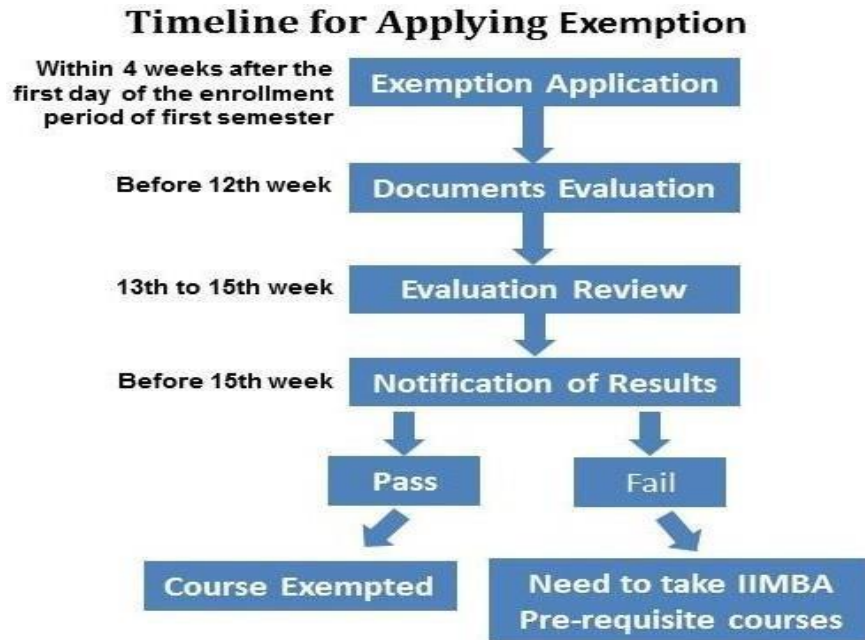 Timeline for Applying Exemption
Within 4 weeks after the
first day of the enrollment
period of first semester
Exemption Application
Before 12th week
Documents Evaluation
13th to 15th week
Evaluation Review
Before 15th week
Notification of Results
Pass
Fail
Course Exempted
Need to take IIMBA
Pre-requisite courses